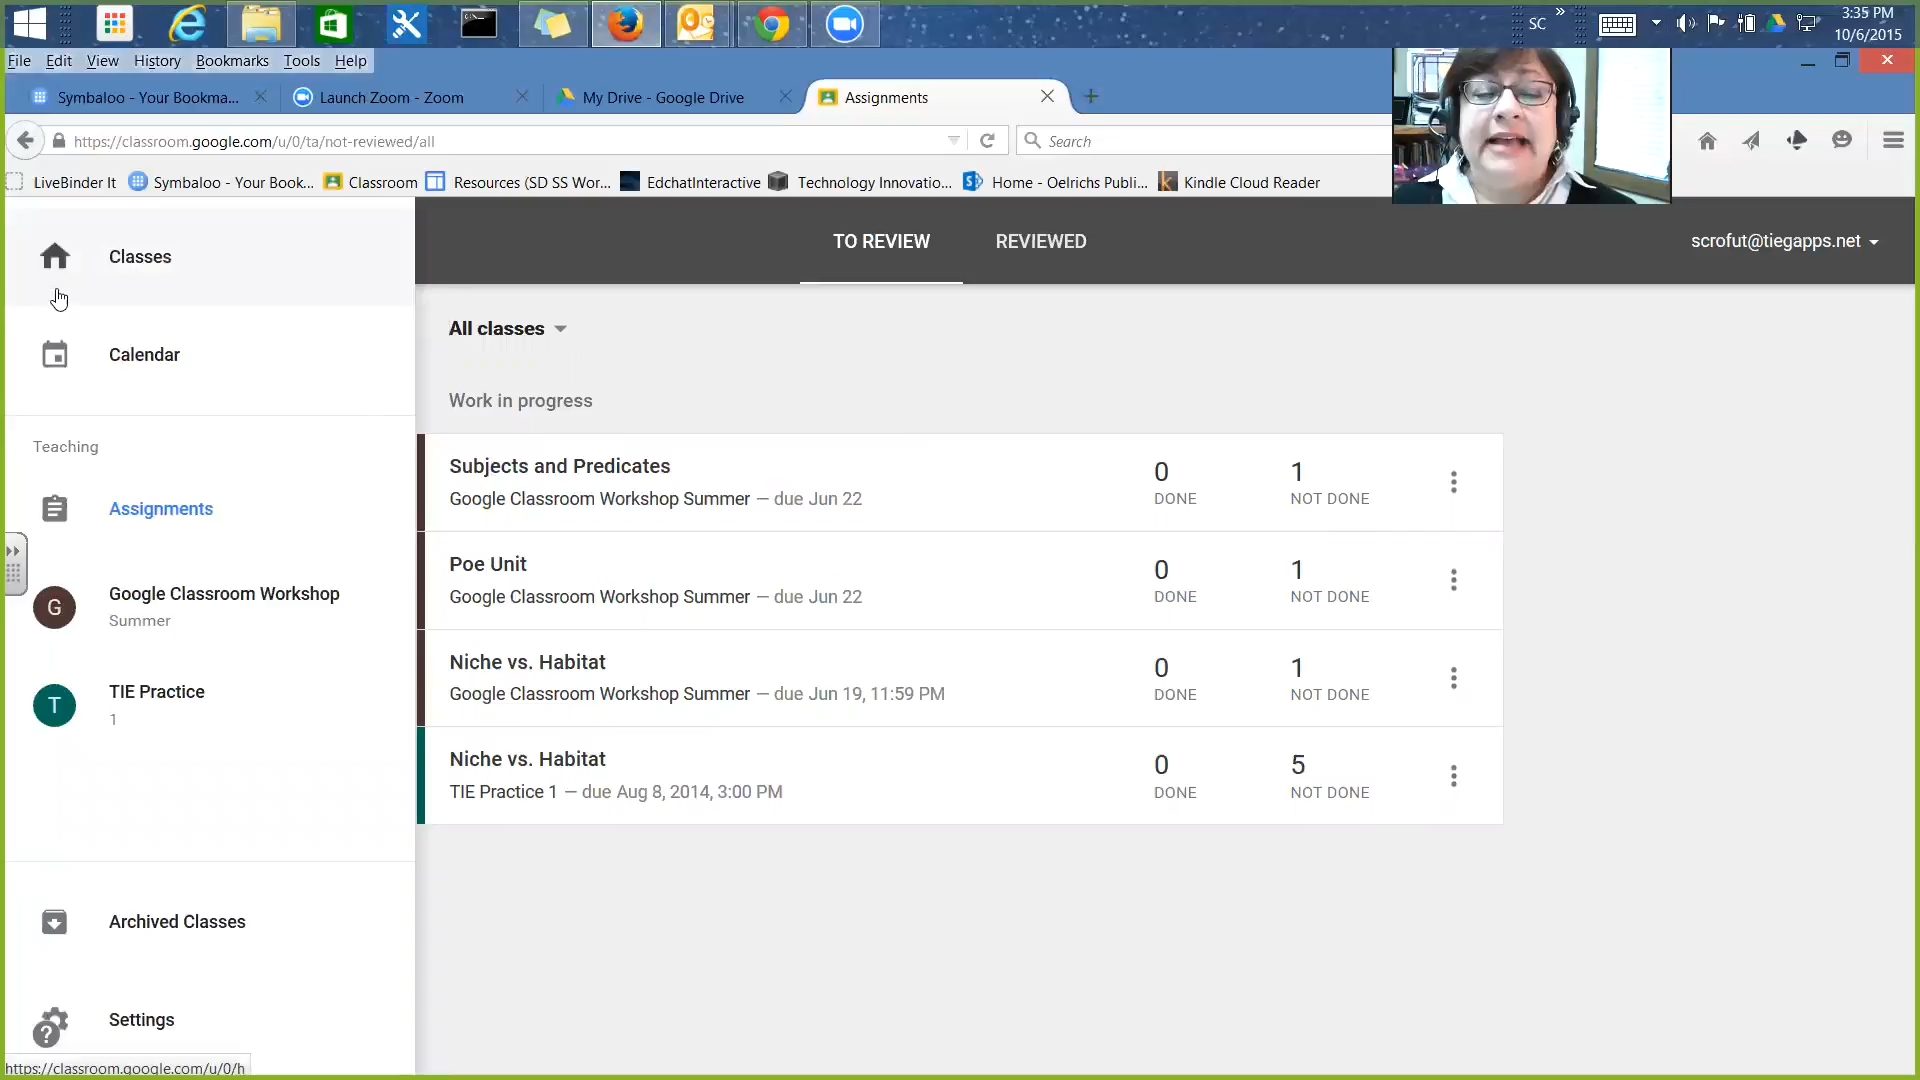 SC
3:35 PM
10/6/2015
File Edit View History Bookmarks Tools Help
Symbaloo - Your Bookma...
Launch Zoom - Zoom
My Drive - Google Drive
Assignments
https://classroom.google.com/u/0/ta/not-reviewed/all
Search
LiveBinder It
Symbaloo - Your Book...
Classroom
Resources (SD SS Wor...
EdchatInteractive
Technology Innovatio...
Home - Oelrichs Publi...
Kindle Cloud Reader
Classes
TO REVIEW
REVIEWED
scrofut@tiegapps.net
All classes
Calendar
Work in progress
Teaching
Assignments
G
Google Classroom Workshop
Summer
T
TIE Practice
1
Archived Classes
Settings
Subjects and Predicates
Google Classroom Workshop Summer — due Jun 22
0
DONE
1
NOT DONE
Poe Unit
Google Classroom Workshop Summer — due Jun 22
0
DONE
1
NOT DONE
Niche vs. Habitat
Google Classroom Workshop Summer — due Jun 19, 11:59 PM
0
DONE
1
NOT DONE
Niche vs. Habitat
TIE Practice 1 — due Aug 8, 2014, 3:00 PM
0
DONE
5
NOT DONE
https://classroom.google.com/u/0/h